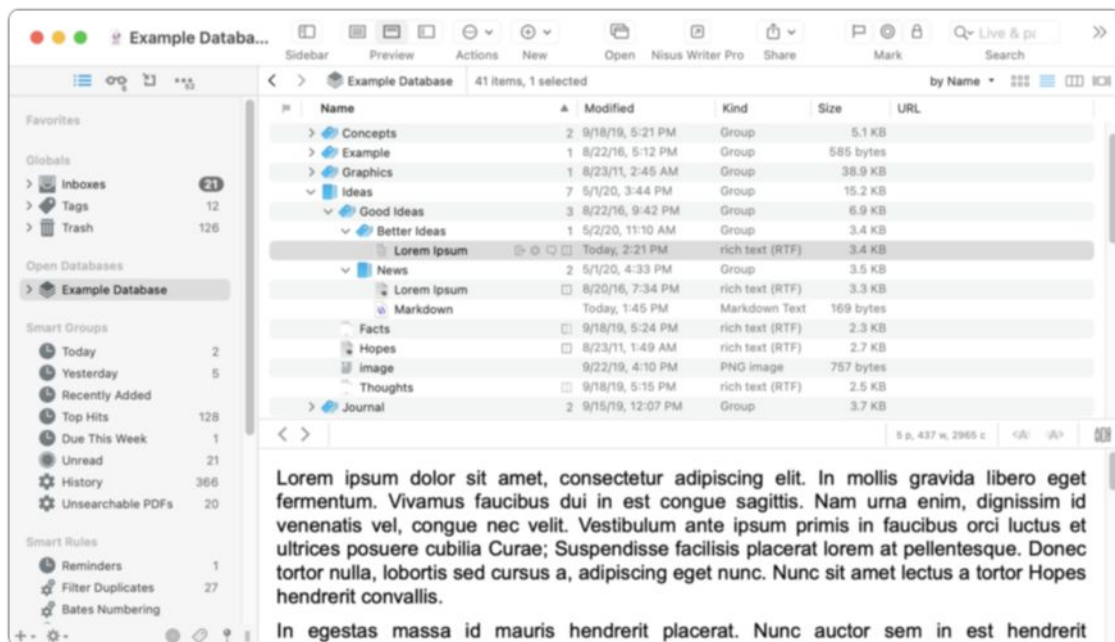 Example Databa...
Sidebar Preview Actions New Open Nisus Writer Pro Share Mark Search
Live &
Example Database 41 items, 1 selected by Name
Name Modified Kind Size URL
Favorites
Globals
Inboxes 21
Tags 12
Trash 126
Open Databases
Example Database
Smart Groups
Today 2
Yesterday 5
Recently Added
Top Hits 128
Due This Week 1
Unread 21
History 366
Unsearchable PDFs 20
Smart Rules
Reminders 1
Filter Duplicates 27
Bates Numbering
Concepts 2 9/18/19, 5:21 PM Group 5.1 KB
Example 1 8/22/16, 5:12 PM Group 585 bytes
Graphics 1 8/23/11, 2:45 AM Group 38.9 KB
Ideas 7 5/1/20, 3:44 PM Group 15.2 KB
Good Ideas 3 8/22/16, 9:42 PM Group 6.9 KB
Better Ideas 1 5/2/20, 11:10 AM Group 3.4 KB
Lorem Ipsum Today, 2:21 PM rich text (RTF) 3.4 KB
News 2 5/1/20, 4:33 PM Group 3.5 KB
Lorem Ipsum 8/20/16, 7:34 PM rich text (RTF) 3.3 KB
Markdown Today, 1:45 PM Markdown Text 169 bytes
Facts 9/18/19, 5:24 PM rich text (RTF) 2.3 KB
Hopes 8/23/11, 1:49 AM rich text (RTF) 2.7 KB
image 9/22/19, 4:10 PM PNG image 757 bytes
Thoughts 9/18/19, 5:15 PM rich text (RTF) 2.5 KB
Journal 2 9/15/19, 12:07 PM Group 3.7 KB
5 p, 437 w, 2965 c <A> <A>
Lorem ipsum dolor sit amet, consectetur adipiscing elit. In mollis gravida libero eget
fermentum. Vivamus faucibus dui in est congue sagittis. Nam urna enim, dignissim id
venenatis vel, congue nec velit. Vestibulum ante ipsum primis in faucibus orci luctus et
ultrices posuere cubilia Curae; Suspendisse facilisis placerat lorem at pellentesque. Donec
tortor nulla, lobortis sed cursus a, adipiscing eget nunc. Nunc sit amet lectus a tortor Hopes
hendrerit convallis.
In egestas massa id mauris hendrerit placerat. Nunc auctor sem in est hendrerit